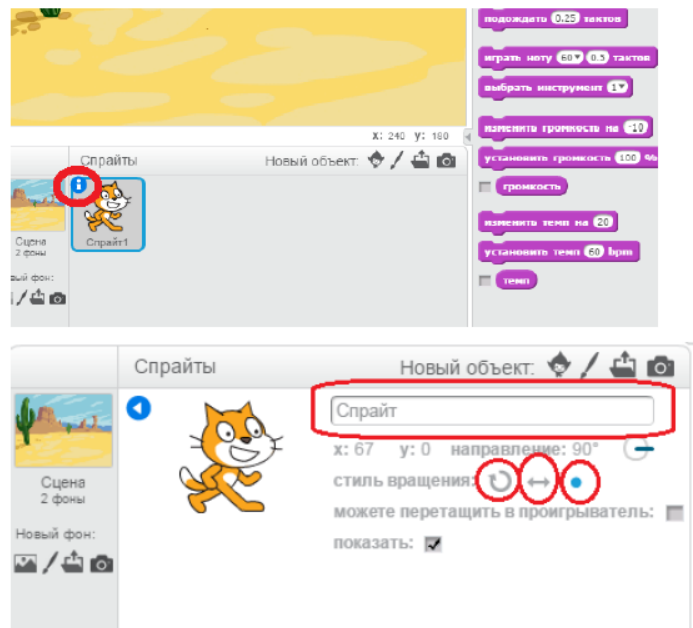 подождать 0.25 тактов
играть ноту 60 0.5 тактов
выбрать инструмент 1
x: 240 y: 180
изменить громкость на -10
Спрайты
Новый объект:
установить громкость 100 %
громкость
изменить темп на 20
Сцена
2 фоны
Спрайт1
установить темп 60 bpm
вый фон:
темп
Спрайты
Новый объект:
Спрайт
x: 67 y: 0 направление: 90°
стиль вращения:
Сцена
2 фоны
можете перетащить в проигрыватель:
Новый фон:
показать: